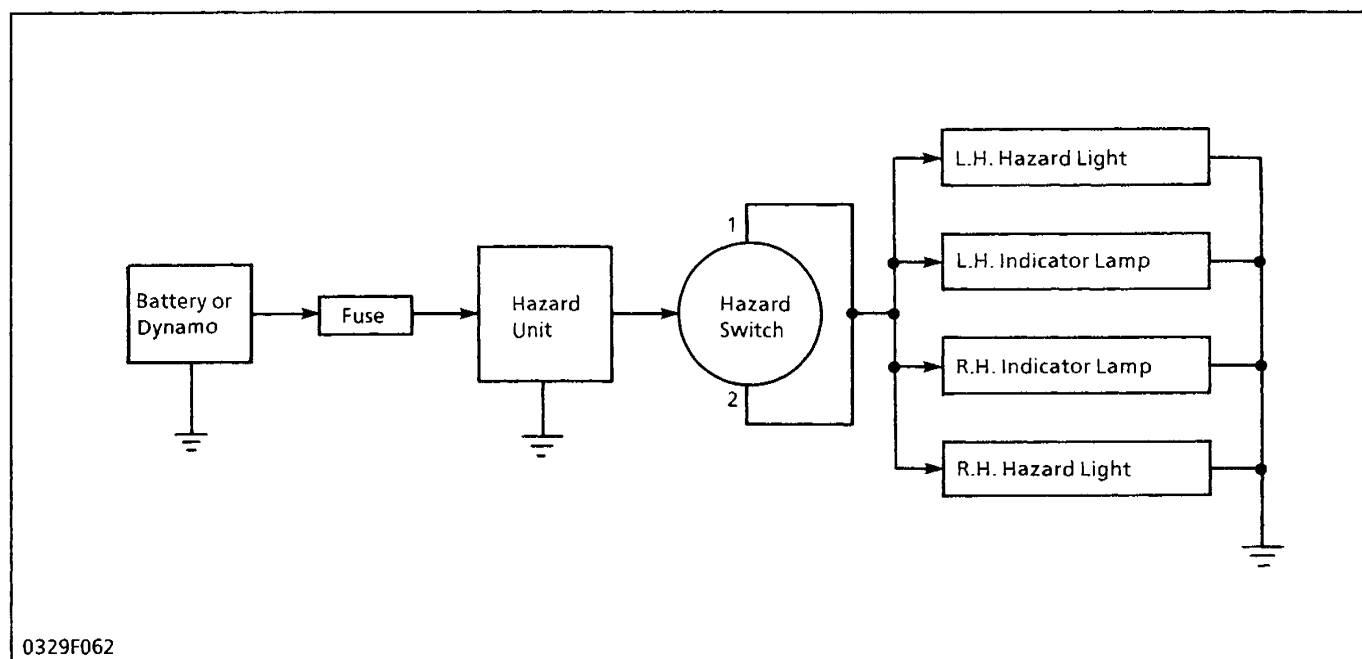 Battery or
Dynamo
Fuse
Hazard
Unit
1
Hazard
Switch
2
L.H. Hazard Light
L.H. Indicator Lamp
R.H. Indicator Lamp
R.H. Hazard Light
0329F062